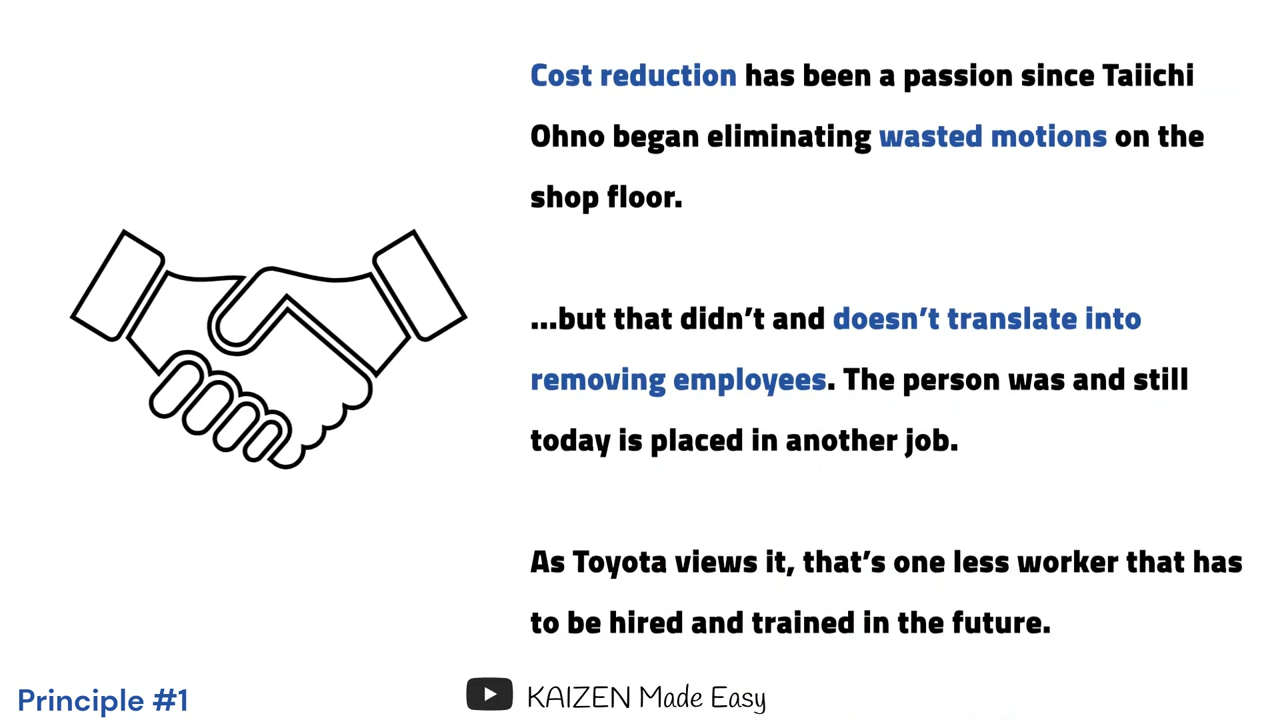 Cost reduction has been a passion since Taiichi
Ohno began eliminating wasted motions on the
shop floor.
...but that didn’t and doesn’t translate into
removing employees. The person was and still
today is placed in another job.
As Toyota views it, that’s one less worker that has
to be hired and trained in the future.
Principle #1
KAIZEN Made Easy